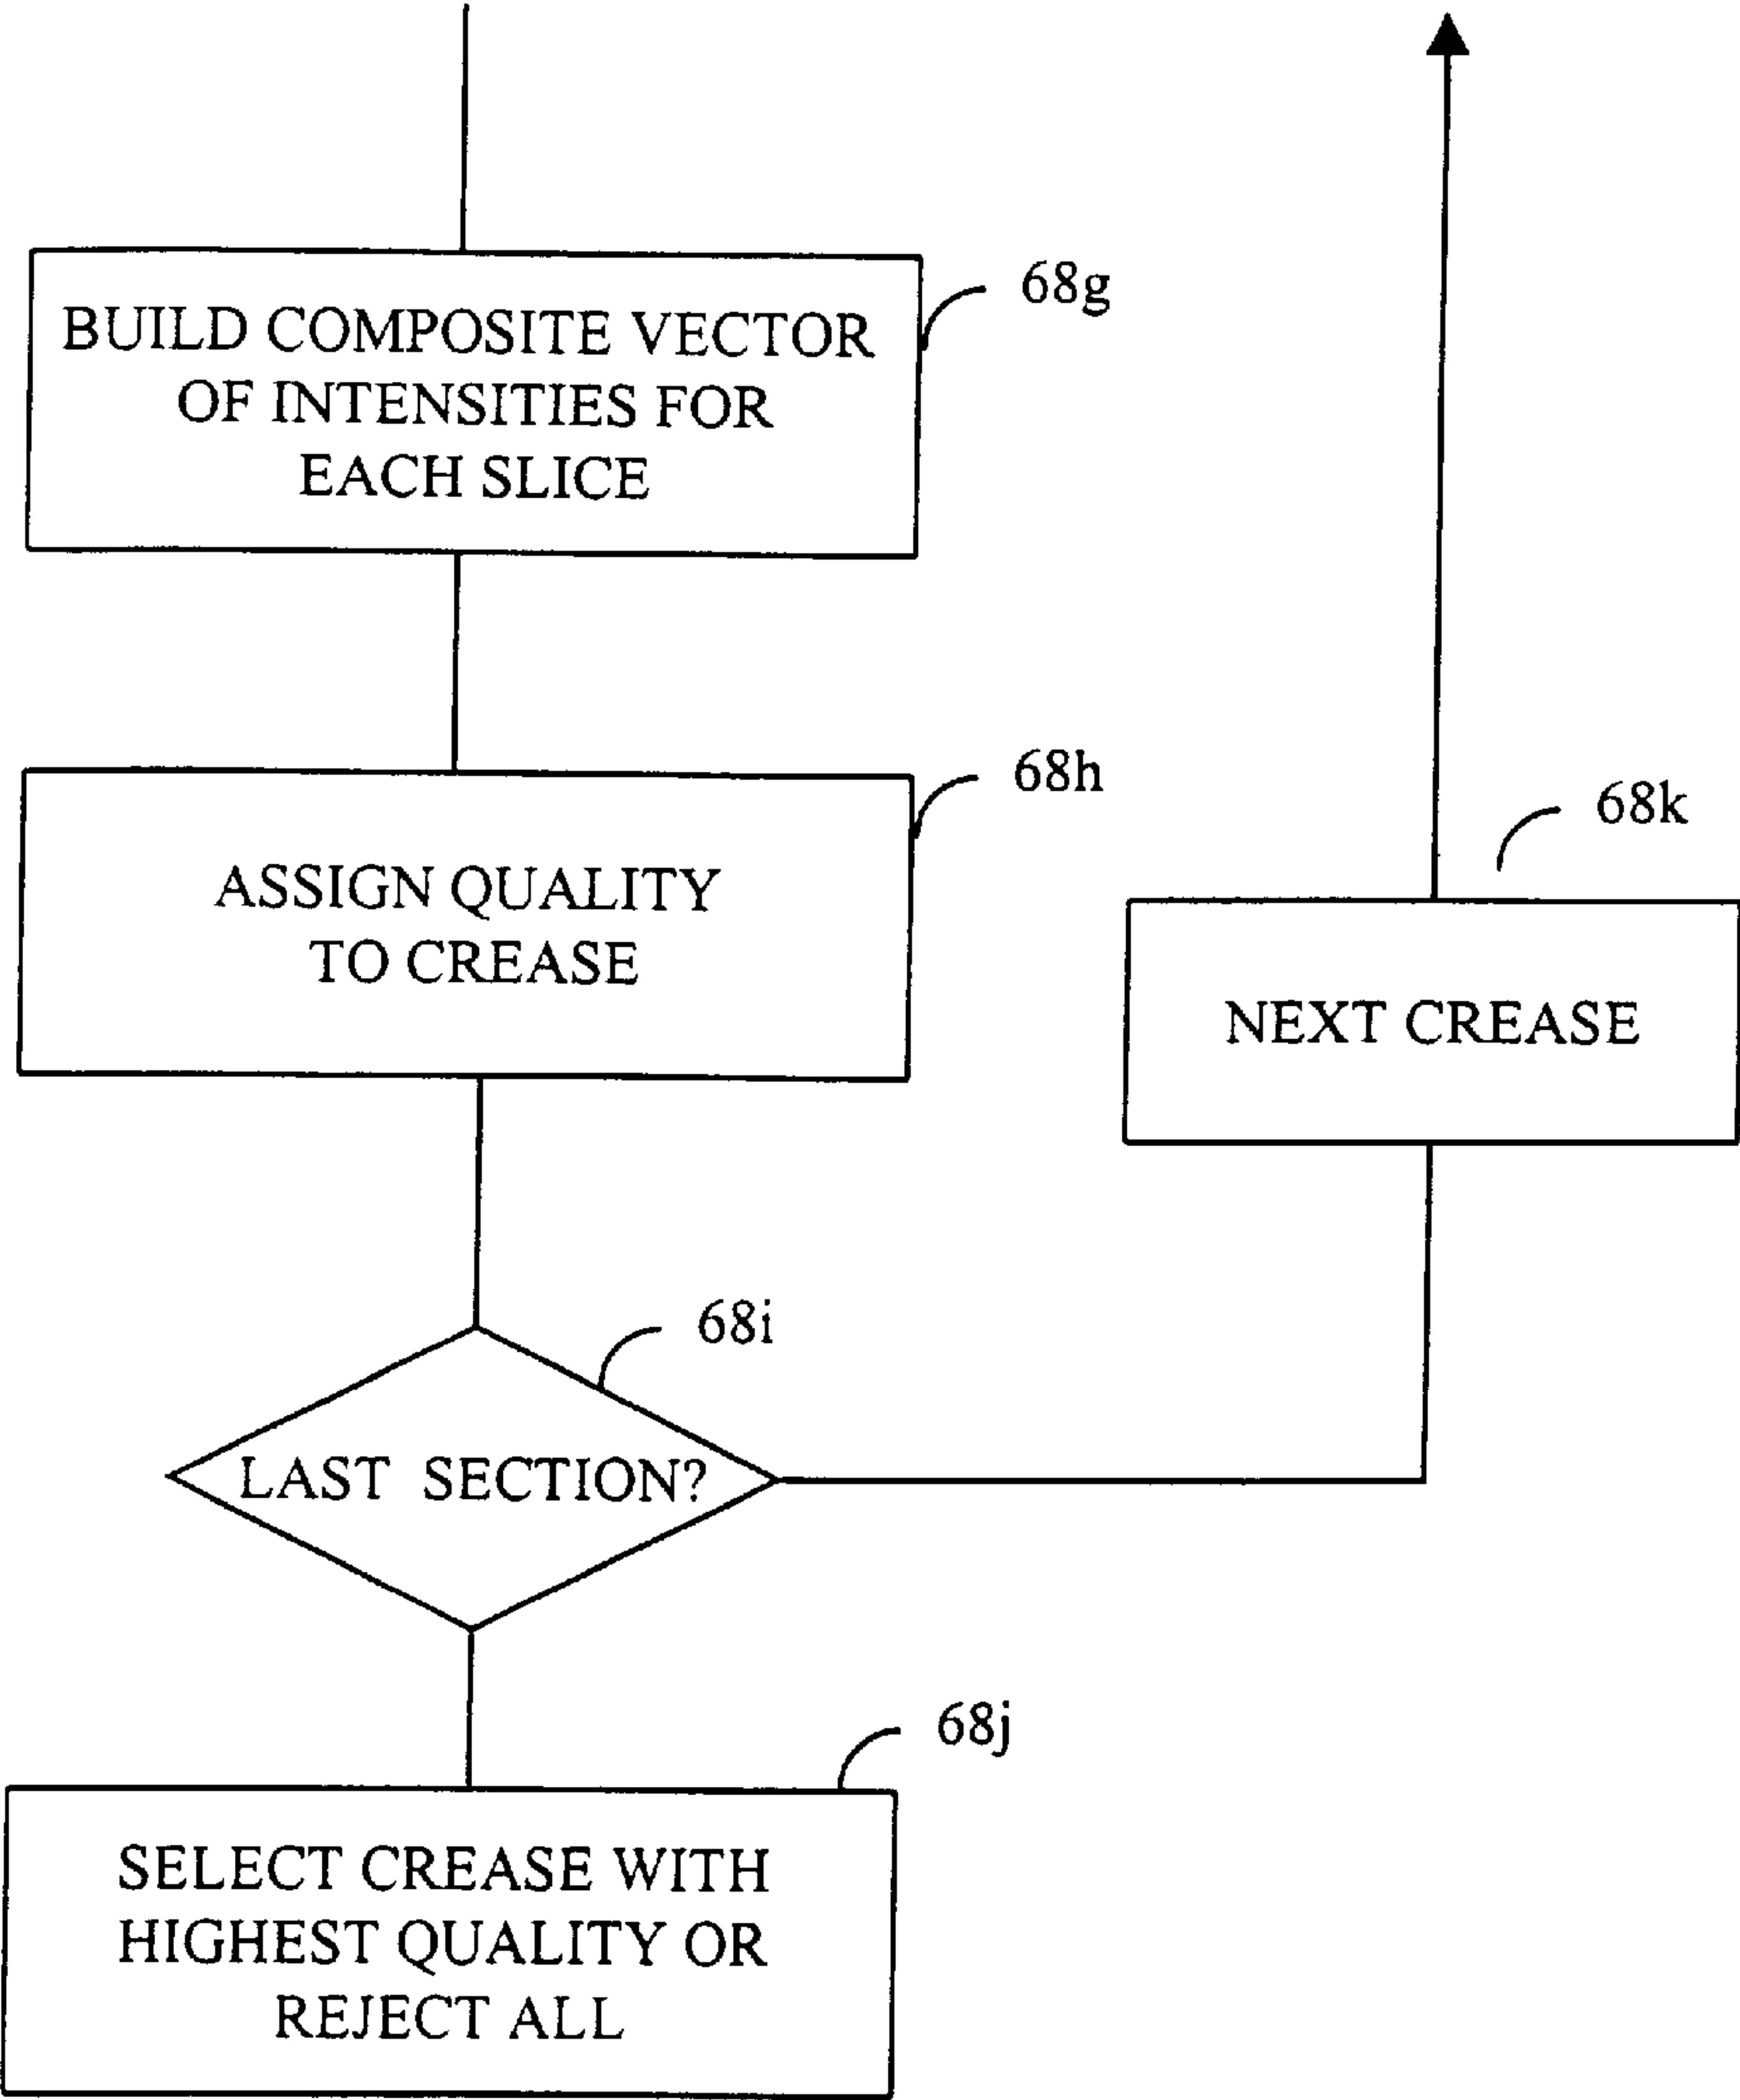 BUILD COMPOSITE VECTOR
OF INTENSITIES FOR
EACH SLICE
68g
ASSIGN QUALITY
TO CREASE
68h
NEXT CREASE
68k
LAST SECTION?
68i
SELECT CREASE WITH
HIGHEST QUALITY OR
REJECT ALL
68j